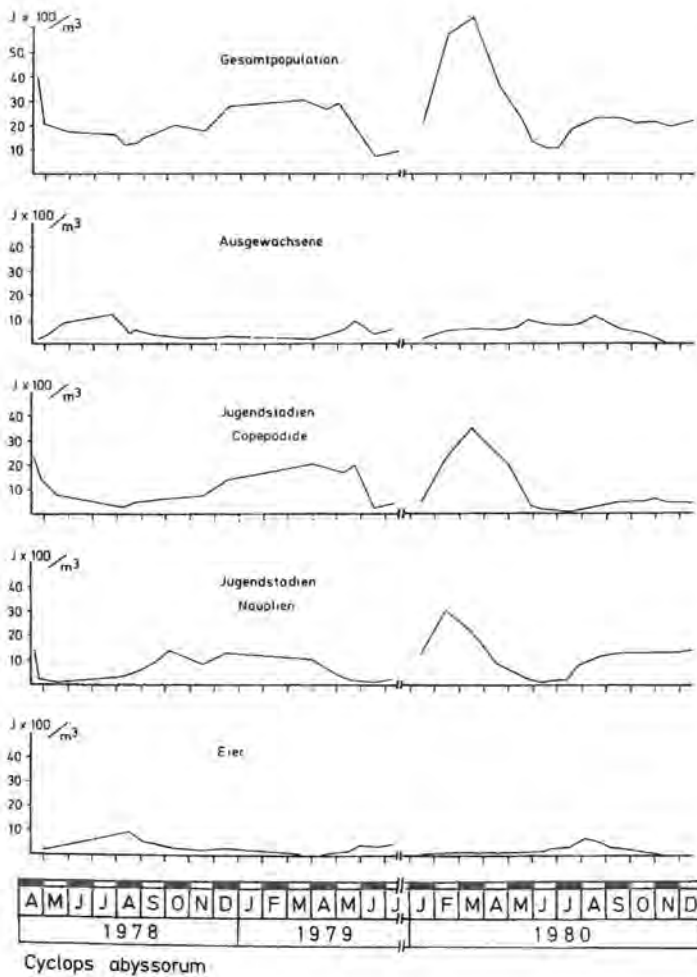 J x 100/m3
Gesamtpopulation
50
40
30
20
10
J x 100/m3
Ausgewachsene
40
30
20
10
J x 100/m3
Jugendstadien
Copepodide
40
30
20
10
J x 100/m3
Jugendstadien
Nauplien
40
30
20
10
J x 100/m3
Eier
40
30
20
10
A M J J A S O N D J F M A M J J J F M A M J J A S O N D
1978 1979 1980
Cyclops abyssorum